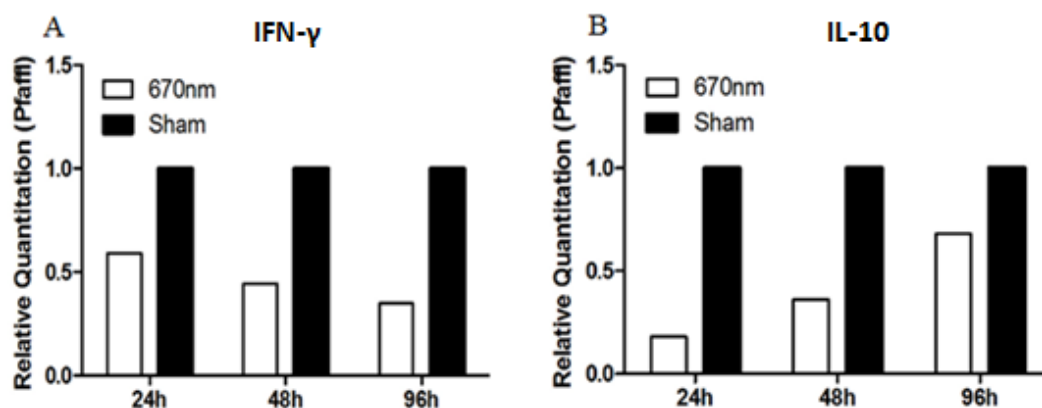 A
IFN-γ
Relative Quantitation (Pfaffl)
1.5
1.0
0.5
0.0
670nm
Sham
24h 48h 96h
B
IL-10
Relative Quantitation (Pfaffl)
1.5
1.0
0.5
0.0
670nm
Sham
24h 48h 96h